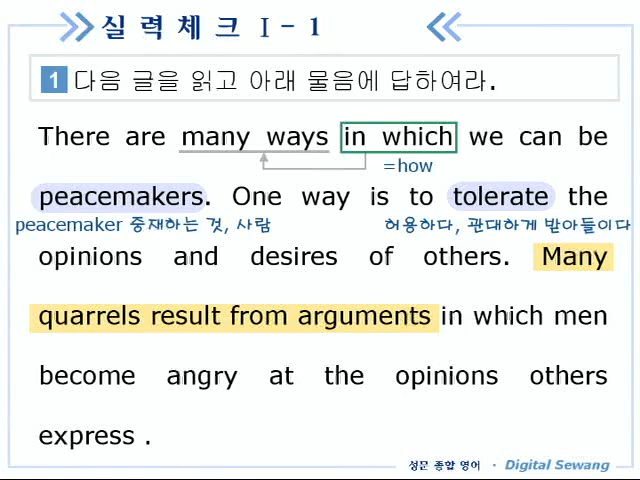 실 력 체 크 I - 1
1 다음 글을 읽고 아래 물음에 답하여라.
There are many ways in which we can be
=how
peacemakers. One way is to tolerate the
peacemaker 중재하는 것, 사람 허용하다, 관대하게 받아들이다
opinions and desires of others. Many
quarrels result from arguments in which men
become angry at the opinions others
express .
성문 종합 영어 · Digital Sewang